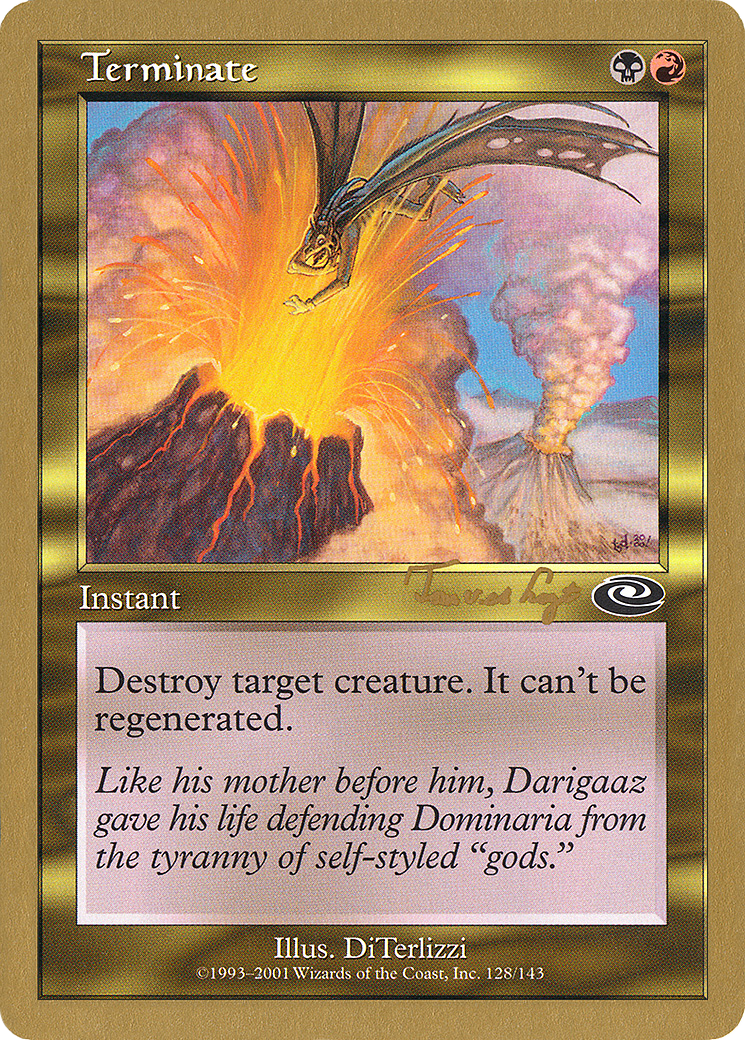 Terminate
Instant
Destroy target creature. It can't be
regenerated.
Like his mother before him, Darigaaz
gave his life defending Dominaria from
the tyranny of self-styled “gods.”
Illus. DiTerlizzi
©1993–2001 Wizards of the Coast, Inc. 128/143